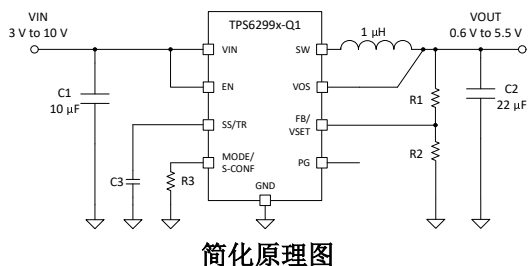 VIN
3 V to 10 V
TPS6299x-Q1
1 µH
VOUT
0.6 V to 5.5 V
VIN
SW
C1
10 µF
EN
VOS
R1
C2
22 µF
SS/TR
FB/
VSET
C3
R3
MODE/
S-CONF
PG
R2
GND
简化原理图